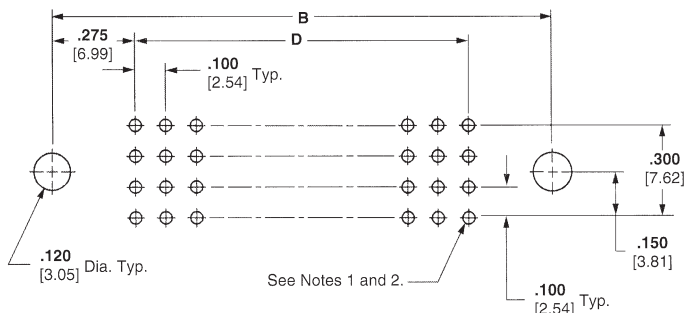 B
.275
[6.99]
D
.100
[2.54] Typ.
.300
[7.62]
.120
[3.05] Dia. Typ.
.150
[3.81]
See Notes 1 and 2.
.100
[2.54] Typ.